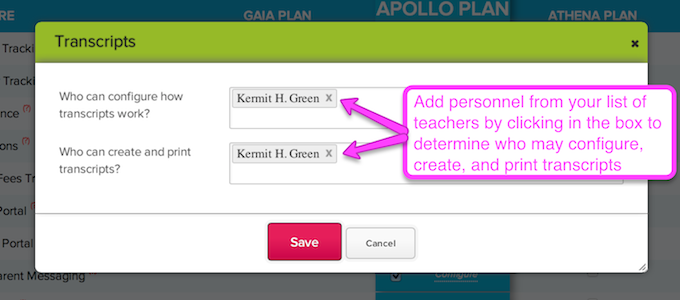 RE GAIA PLAN APOLLO PLAN ATHENA PLAN
Tracki
Transcripts x
Tracki
Who can configure how
transcripts work?
Kermit H. Green x
nce (?)
ons (?)
Who can create and print
transcripts?
Kermit H. Green x
Add personnel from your list of
teachers by clicking in the box to
determine who may configure,
create, and print transcripts
Fees Tr
Portal (?)
Portal
Save
Cancel
arent Messaging (?)
Configure